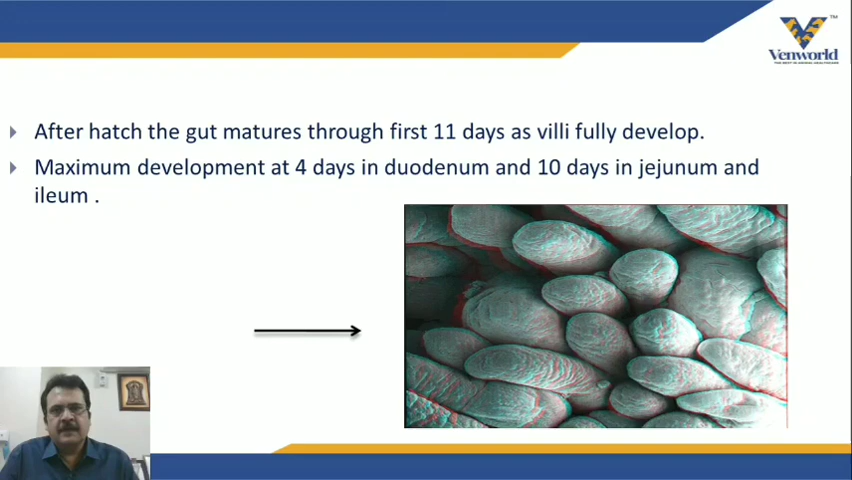 TM
Venworld
After hatch the gut matures through first 11 days as villi fully develop.
Maximum development at 4 days in duodenum and 10 days in jejunum and
ileum .